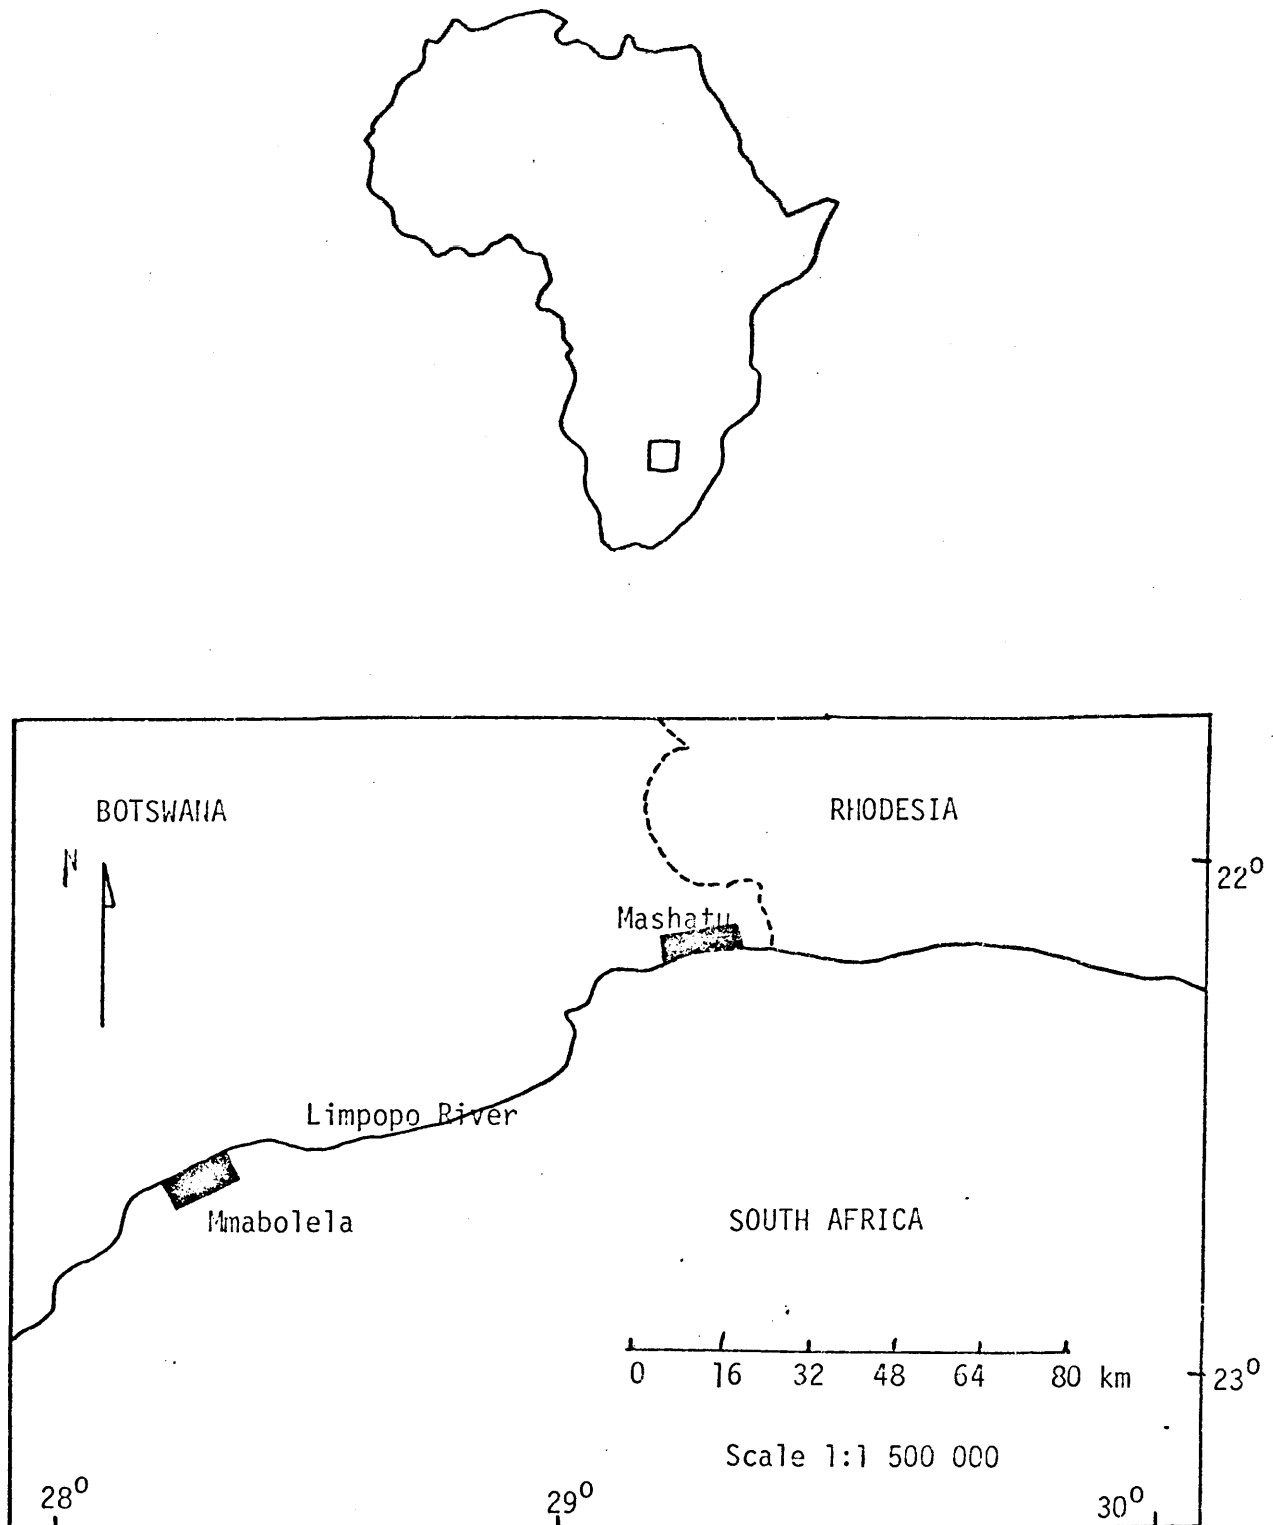 BOTSWANA
RHODESIA
N
22°
Mashatu
Limpopo River
Mmabolela
SOUTH AFRICA
0 16 32 48 64 80 km
23°
Scale 1:1 500 000
28° 29° 30°